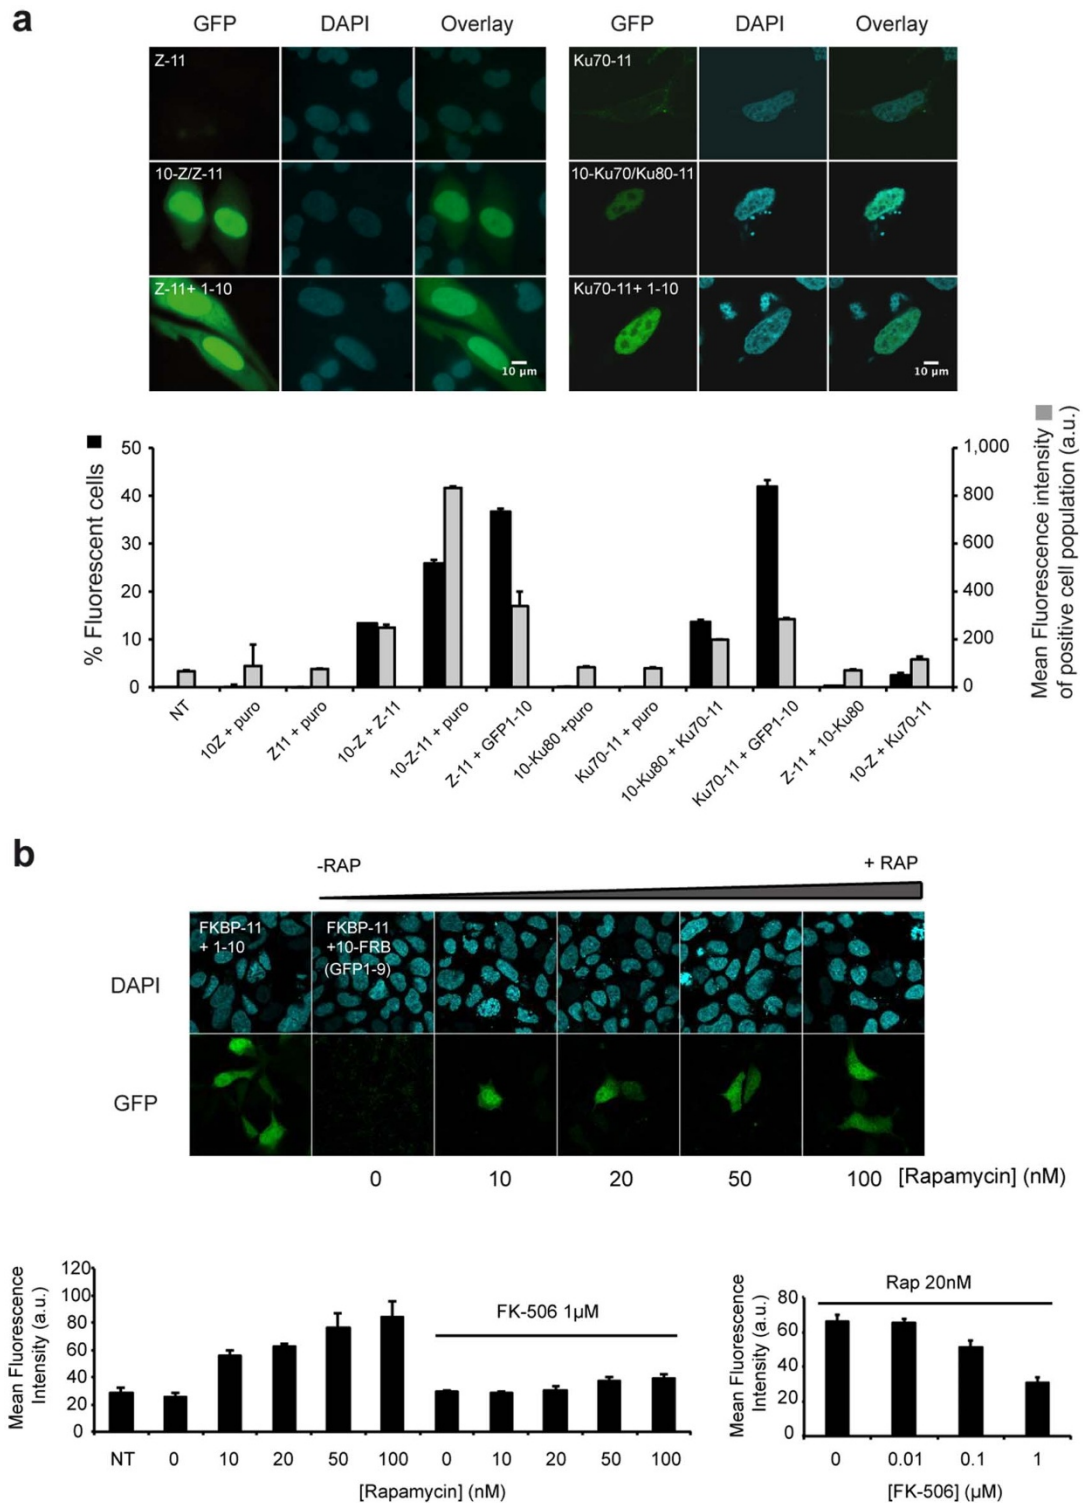 a
GFP DAPI Overlay GFP DAPI Overlay
Z-11 Ku70-11
10-Z/Z-11 10-Ku70/Ku80-11
Z-11+ 1-10 Ku70-11+ 1-10
10 µm 10 µm
% Fluorescent cells
50
40
30
20
10
0
1,000
800
600
400
200
0
Mean Fluorescence intensity
of positive cell population (a.u.)
NT
10Z + puro
Z11 + puro
10-Z + Z-11
10-Z-11 + puro
Z-11 + GFP1-10
10-Ku80 +puro
Ku70-11 + puro
10-Ku80 + Ku70-11
Ku70-11 + GFP1-10
Z-11 + 10-Ku80
10-Z + Ku70-11
b
-RAP + RAP
FKBP-11
+ 1-10
FKBP-11
+10-FRB
(GFP1-9)
DAPI
GFP
0 10 20 50 100 [Rapamycin] (nM)
Mean Fluorescence
Intensity (a.u.)
120
100
80
60
40
20
0
FK-506 1µM
NT 0 10 20 50 100 0 10 20 50 100
[Rapamycin] (nM)
Mean Fluorescence
Intensity (a.u.)
Rap 20nM
80
60
40
20
0
0 0.01 0.1 1
[FK-506] (µM)